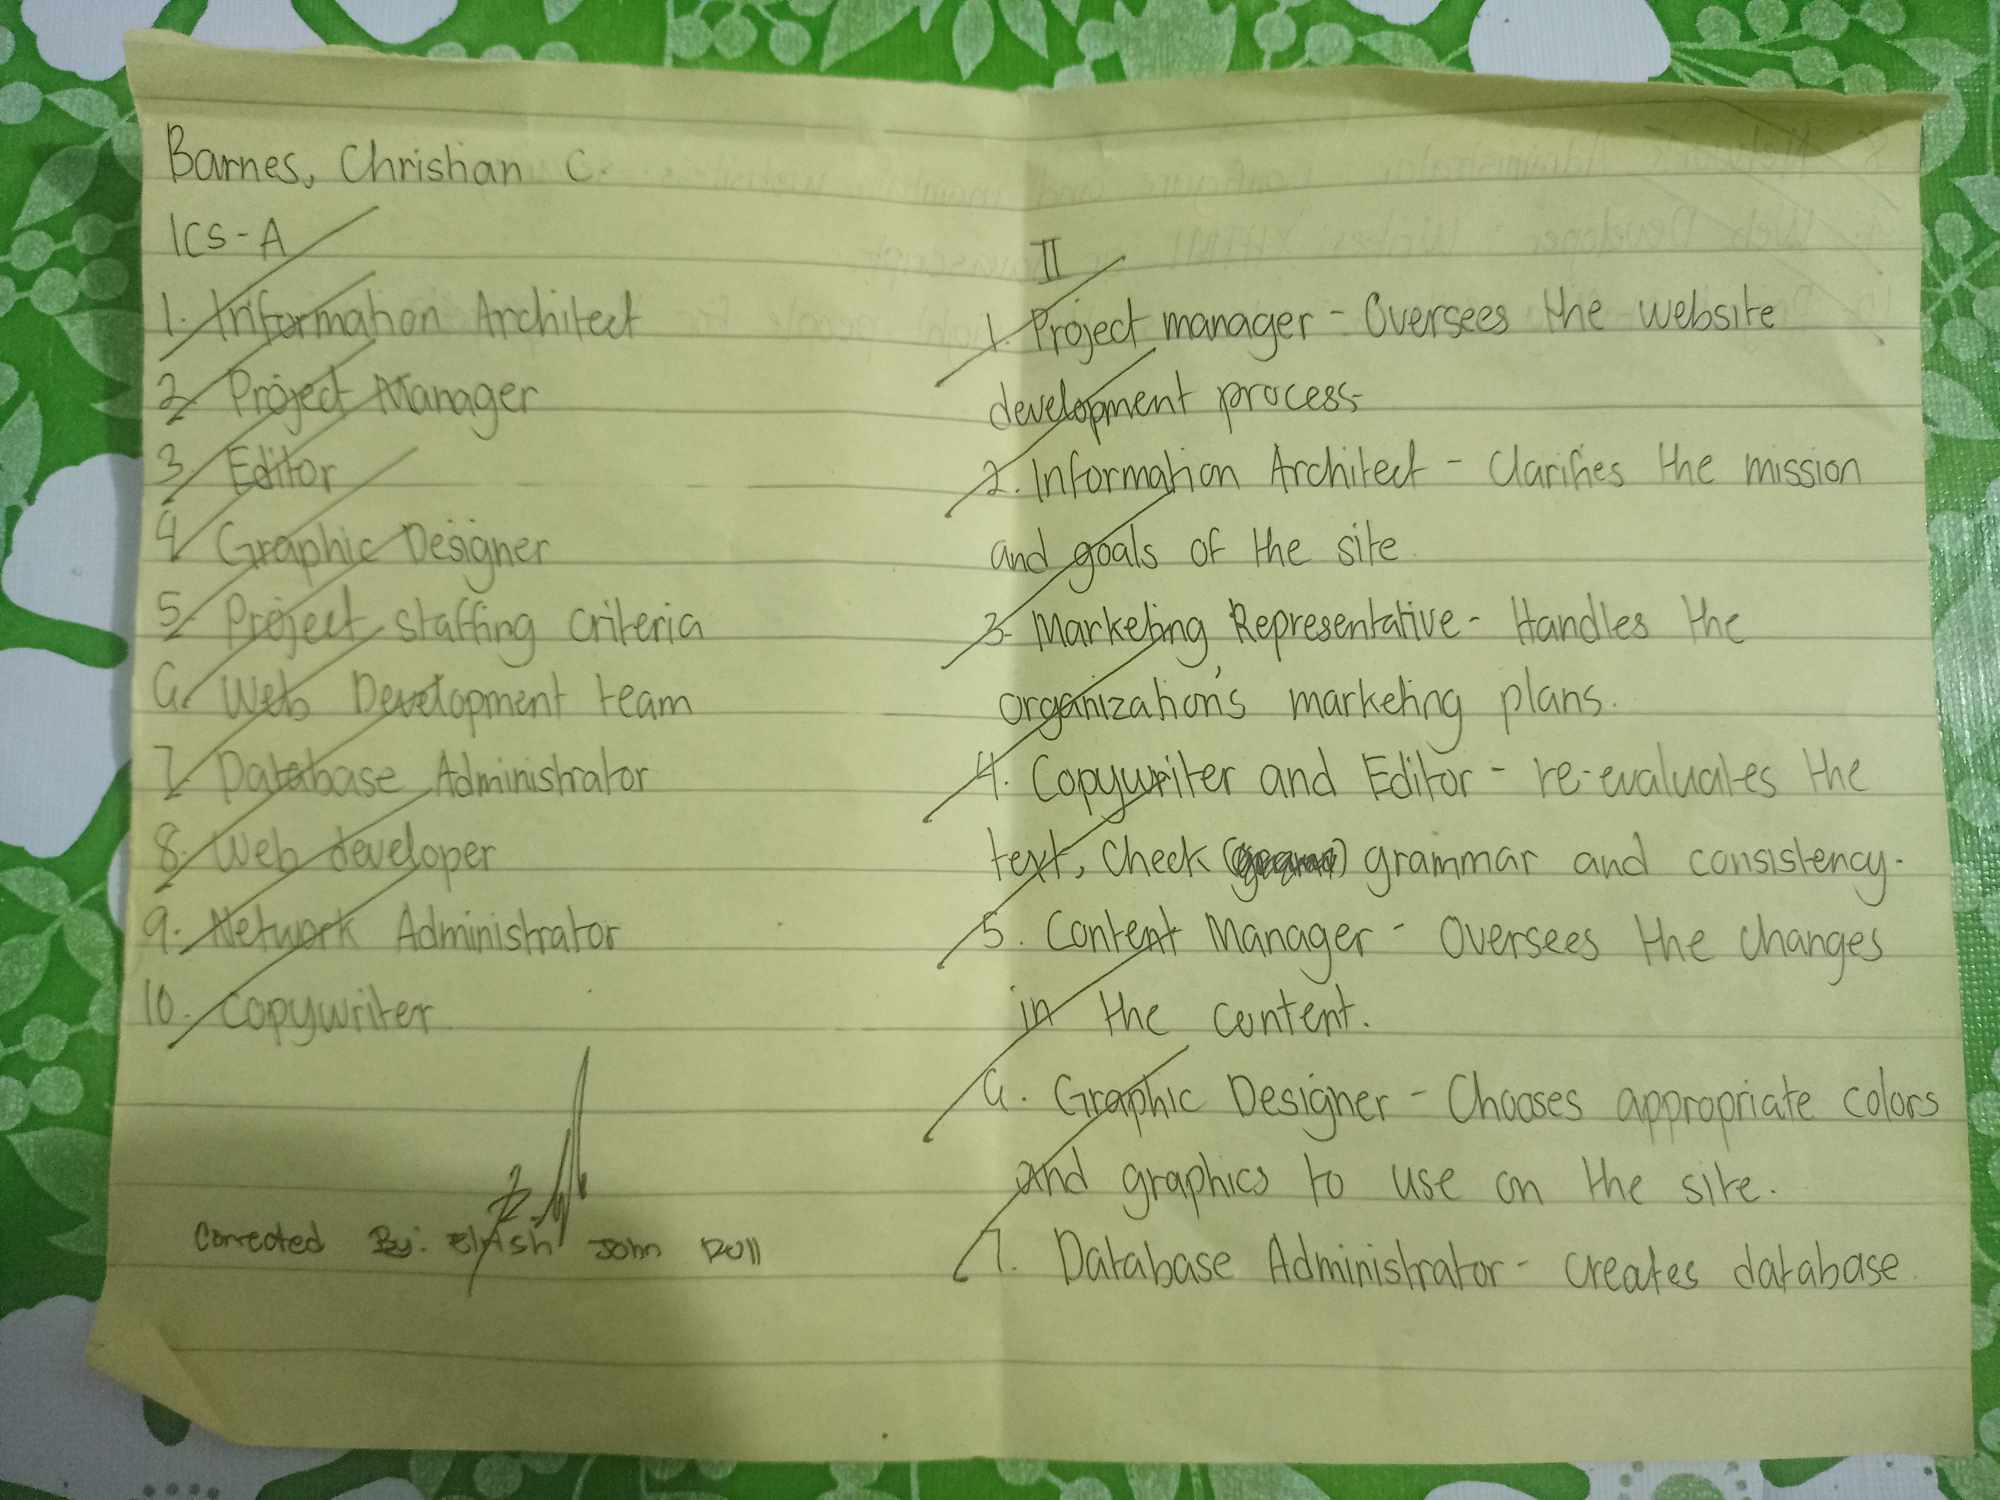 Barnes, Christian C.
1CS-A
1. Information Architect
2. Project Manager
3. Editor
4. Graphic Designer
5. Project staffing criteria
6. Web Development team
7. Database Administrator
8. Web developer
9. Network Administrator
10. Copywriter
Corrected By: John
II
1. Project manager - Oversees the website
development process.
2. Information Architect - Clarifies the mission
and goals of the site
3. Marketing Representative - Handles the
organization's marketing plans.
4. Copywriter and Editor - re-evaluates the
text, check grammar and consistency.
5. Content Manager - Oversees the changes
in the content.
6. Graphic Designer - Chooses appropriate colors
and graphics to use on the site.
7. Database Administrator - creates database